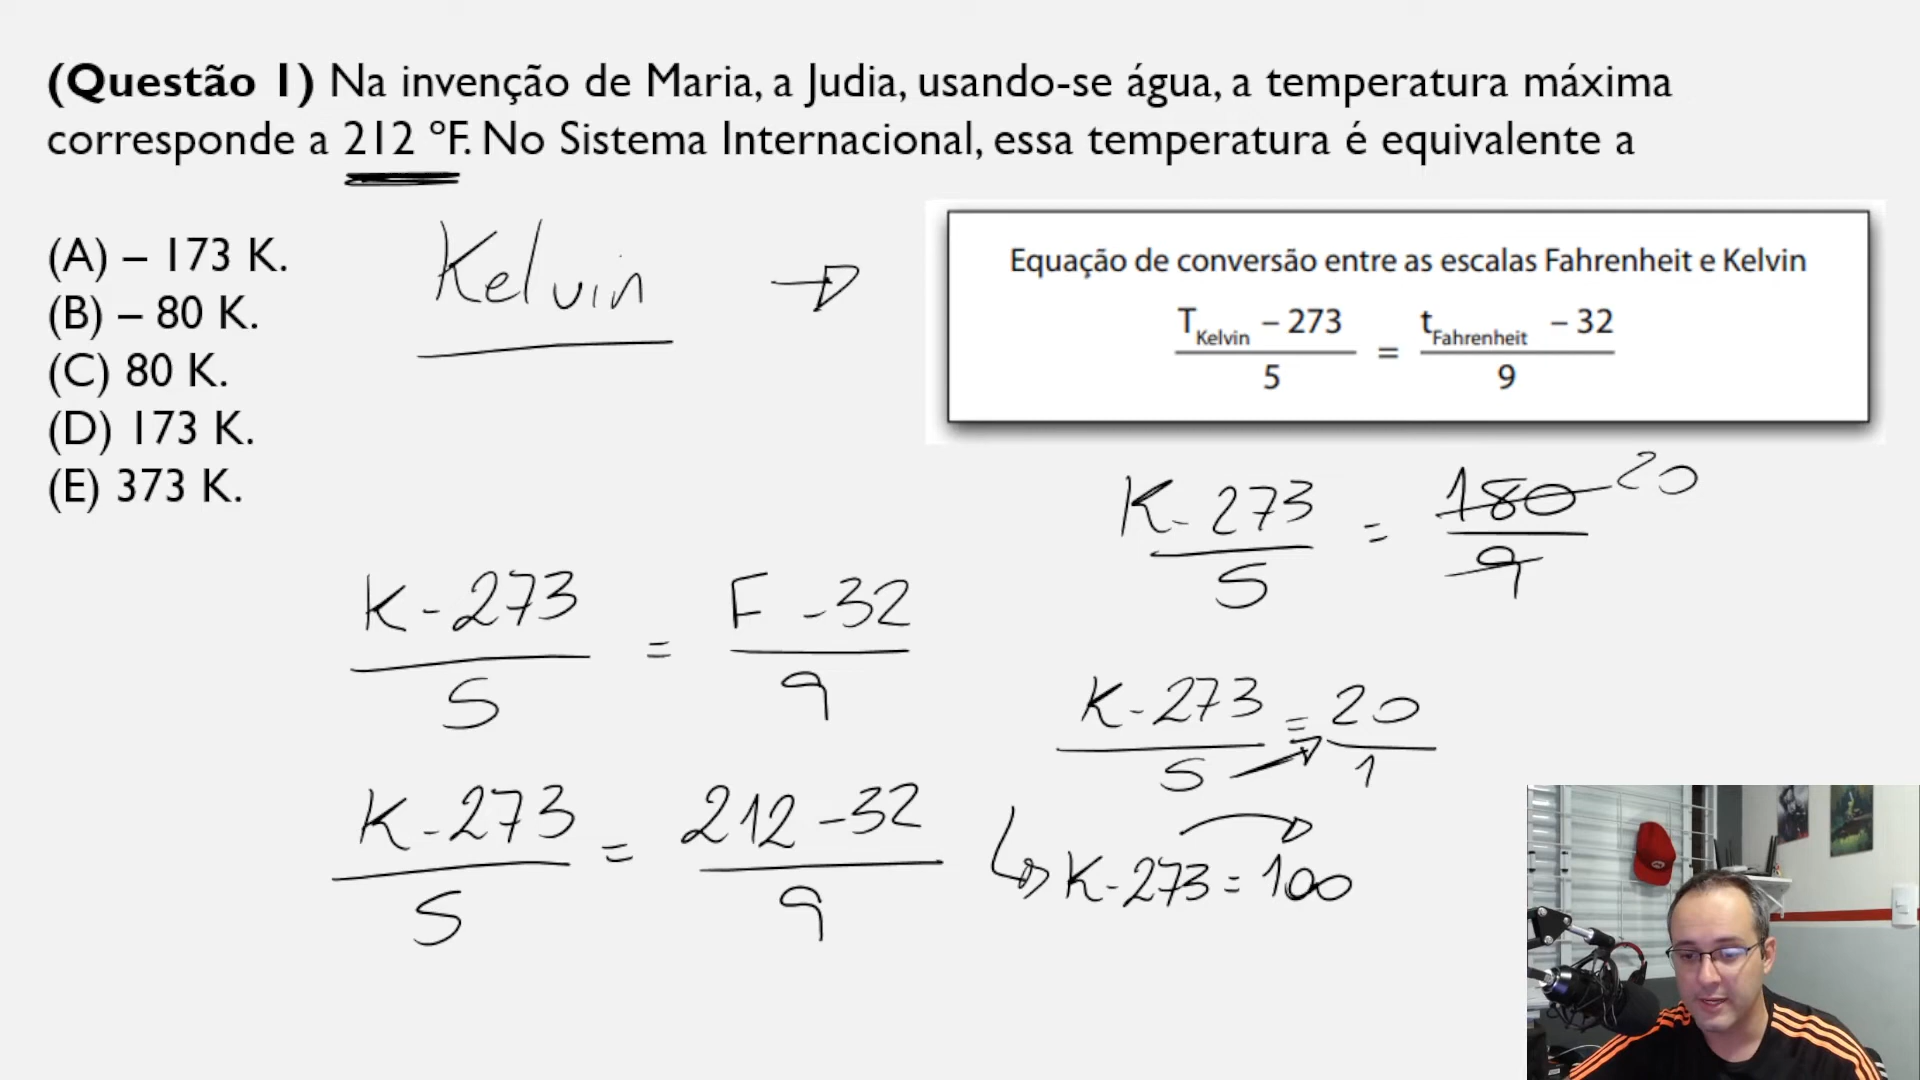 (Questão 1) Na invenção de Maria, a Judia, usando-se água, a temperatura máxima
corresponde a 212 ºF. No Sistema Internacional, essa temperatura é equivalente a
(A) – 173 K.
(B) – 80 K.
(C) 80 K.
(D) 173 K.
(E) 373 K.
Kelvin →
Equação de conversão entre as escalas Fahrenheit e Kelvin
T Kelvin – 273 = t Fahrenheit – 32
5 9
K - 273 = 180 20
5 9
K - 273 = F - 32
5 9
K - 273 = 20
5 1
K - 273 = 212 - 32
5 9
K - 273 = 100